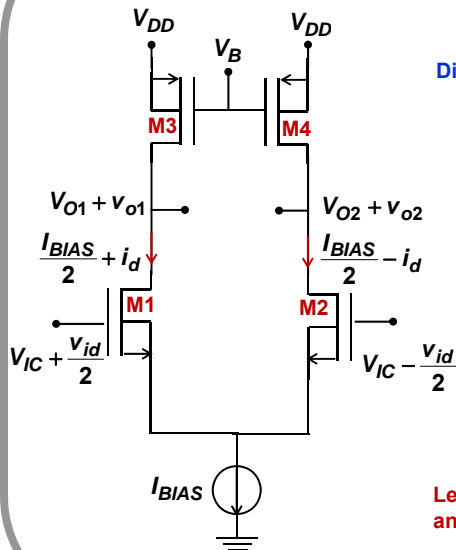 V_DD V_DD
V_B
Di
M3 M4
V_O1 + v_o1 V_O2 + v_o2
I_BIAS/2 + i_d I_BIAS/2 − i_d
M1 M2
V_IC + v_id/2 V_IC − v_id/2
I_BIAS
Le
an